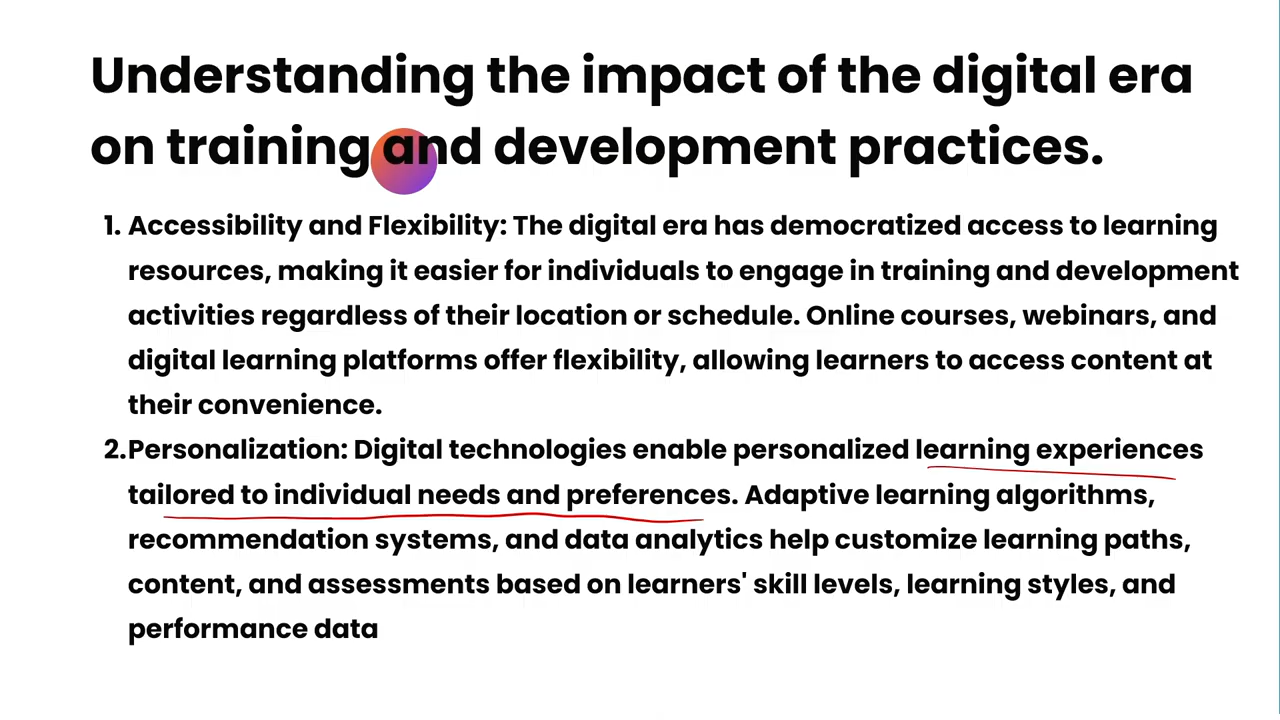 Understanding the impact of the digital era
on training and development practices.
1. Accessibility and Flexibility: The digital era has democratized access to learning
resources, making it easier for individuals to engage in training and development
activities regardless of their location or schedule. Online courses, webinars, and
digital learning platforms offer flexibility, allowing learners to access content at
their convenience.
2.Personalization: Digital technologies enable personalized learning experiences
tailored to individual needs and preferences. Adaptive learning algorithms,
recommendation systems, and data analytics help customize learning paths,
content, and assessments based on learners' skill levels, learning styles, and
performance data